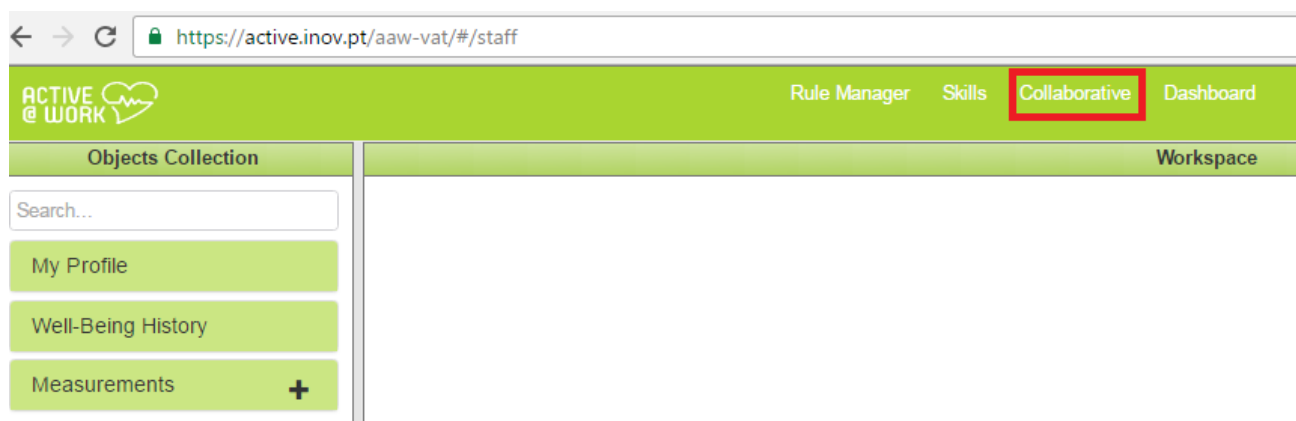 https://active.inov.pt/aaw-vat/#/staff
ACTIVE
@ WORK
Rule Manager Skills Collaborative Dashboard
Objects Collection Workspace
Search...
My Profile
Well-Being History
Measurements +